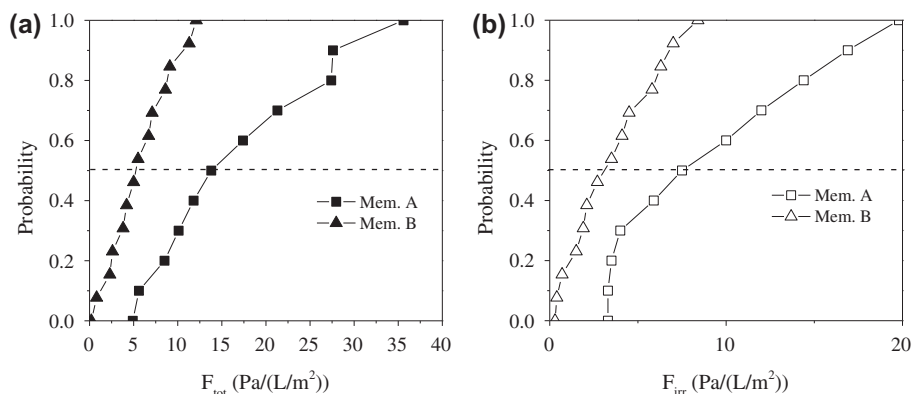 (a)
1.0
0.8
0.6
0.4
0.2
0.0
Probability
Mem. A
Mem. B
0 5 10 15 20 25 30 35 40
F_tot (Pa/(L/m²))
(b)
1.0
0.8
0.6
0.4
0.2
0.0
Probability
Mem. A
Mem. B
0 10 20
F_irr (Pa/(L/m²))